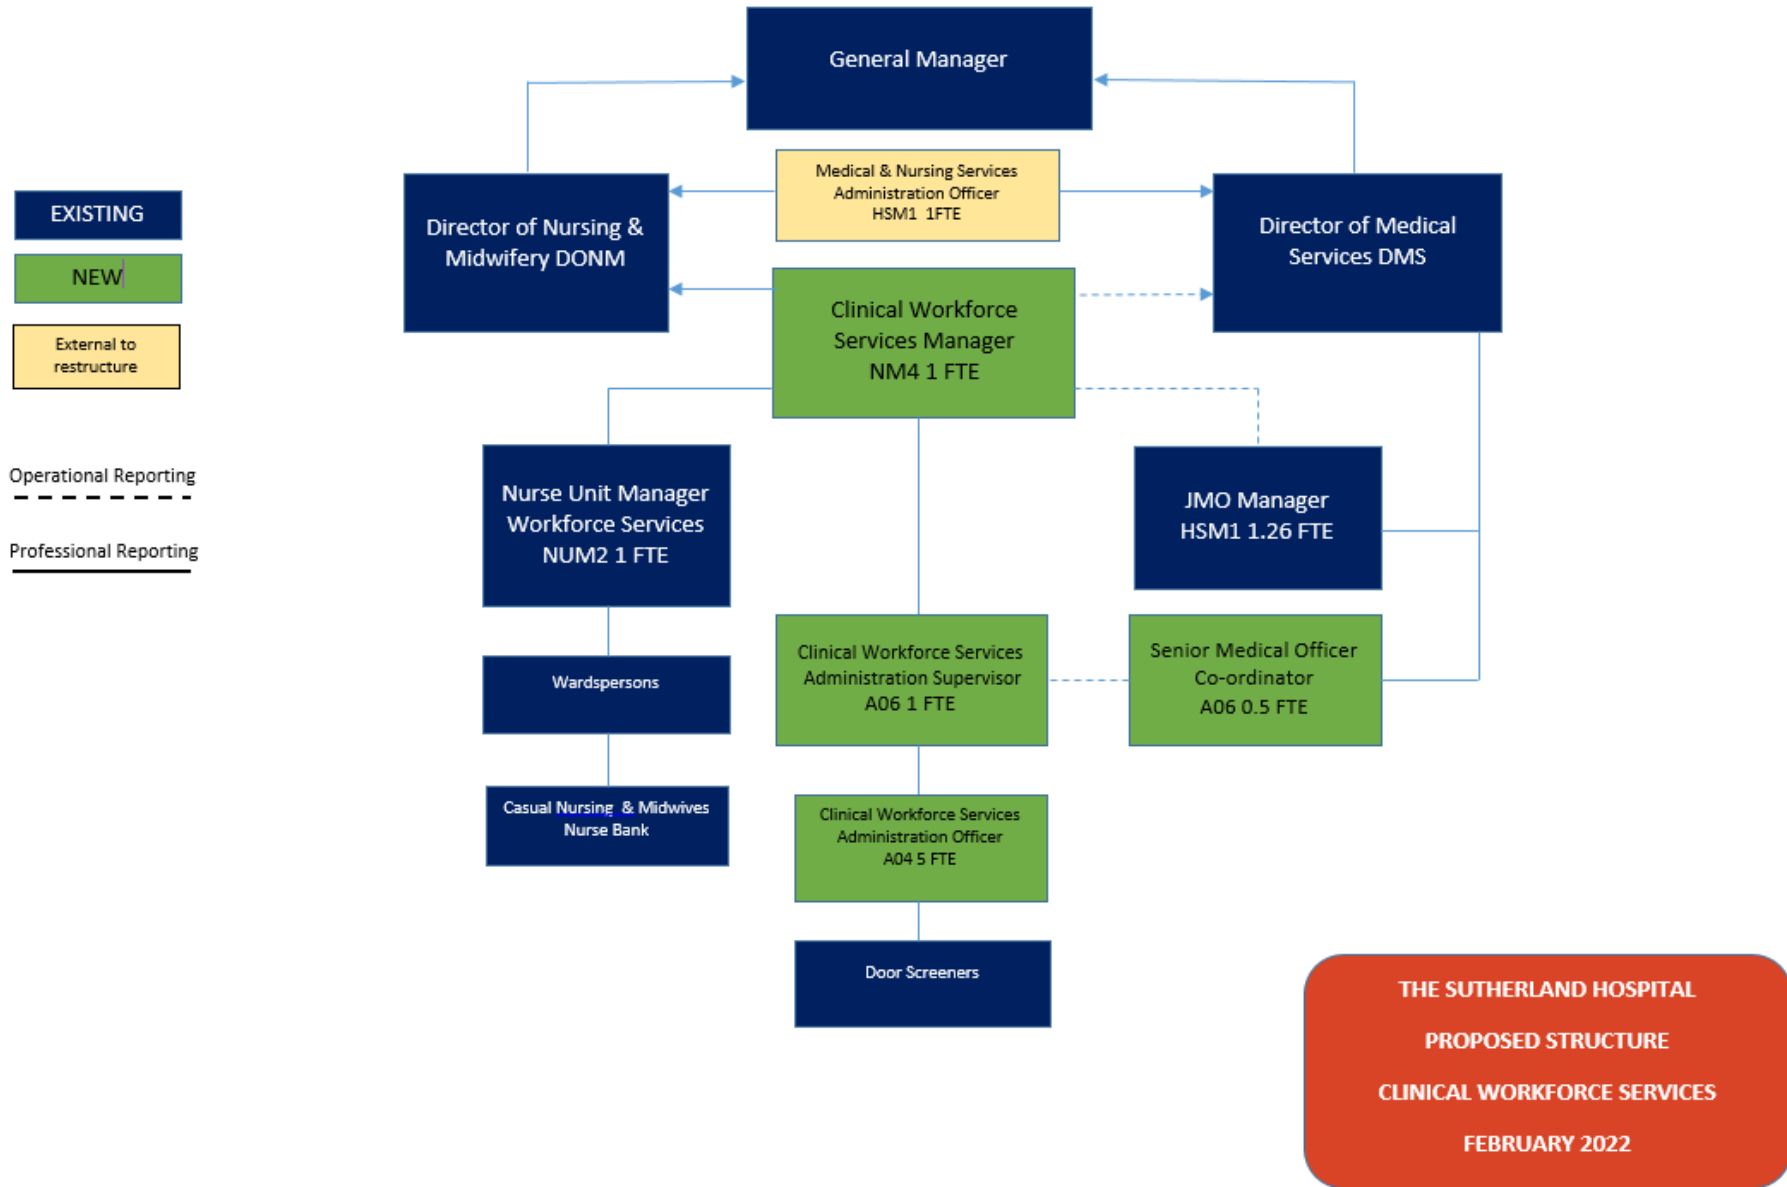 General Manager
Medical & Nursing Services
Administration Officer
HSM1 1FTE
EXISTING
NEW
External to
restructure
Operational Reporting
Professional Reporting
Director of Nursing &
Midwifery DONM
Director of Medical
Services DMS
Clinical Workforce
Services Manager
NM4 1 FTE
Nurse Unit Manager
Workforce Services
NUM2 1 FTE
JMO Manager
HSM1 1.26 FTE
Wardspersons
Clinical Workforce Services
Administration Supervisor
A06 1 FTE
Senior Medical Officer
Co-ordinator
A06 0.5 FTE
Casual Nursing & Midwives
Nurse Bank
Clinical Workforce Services
Administration Officer
A04 5 FTE
Door Screeners
THE SUTHERLAND HOSPITAL
PROPOSED STRUCTURE
CLINICAL WORKFORCE SERVICES
FEBRUARY 2022